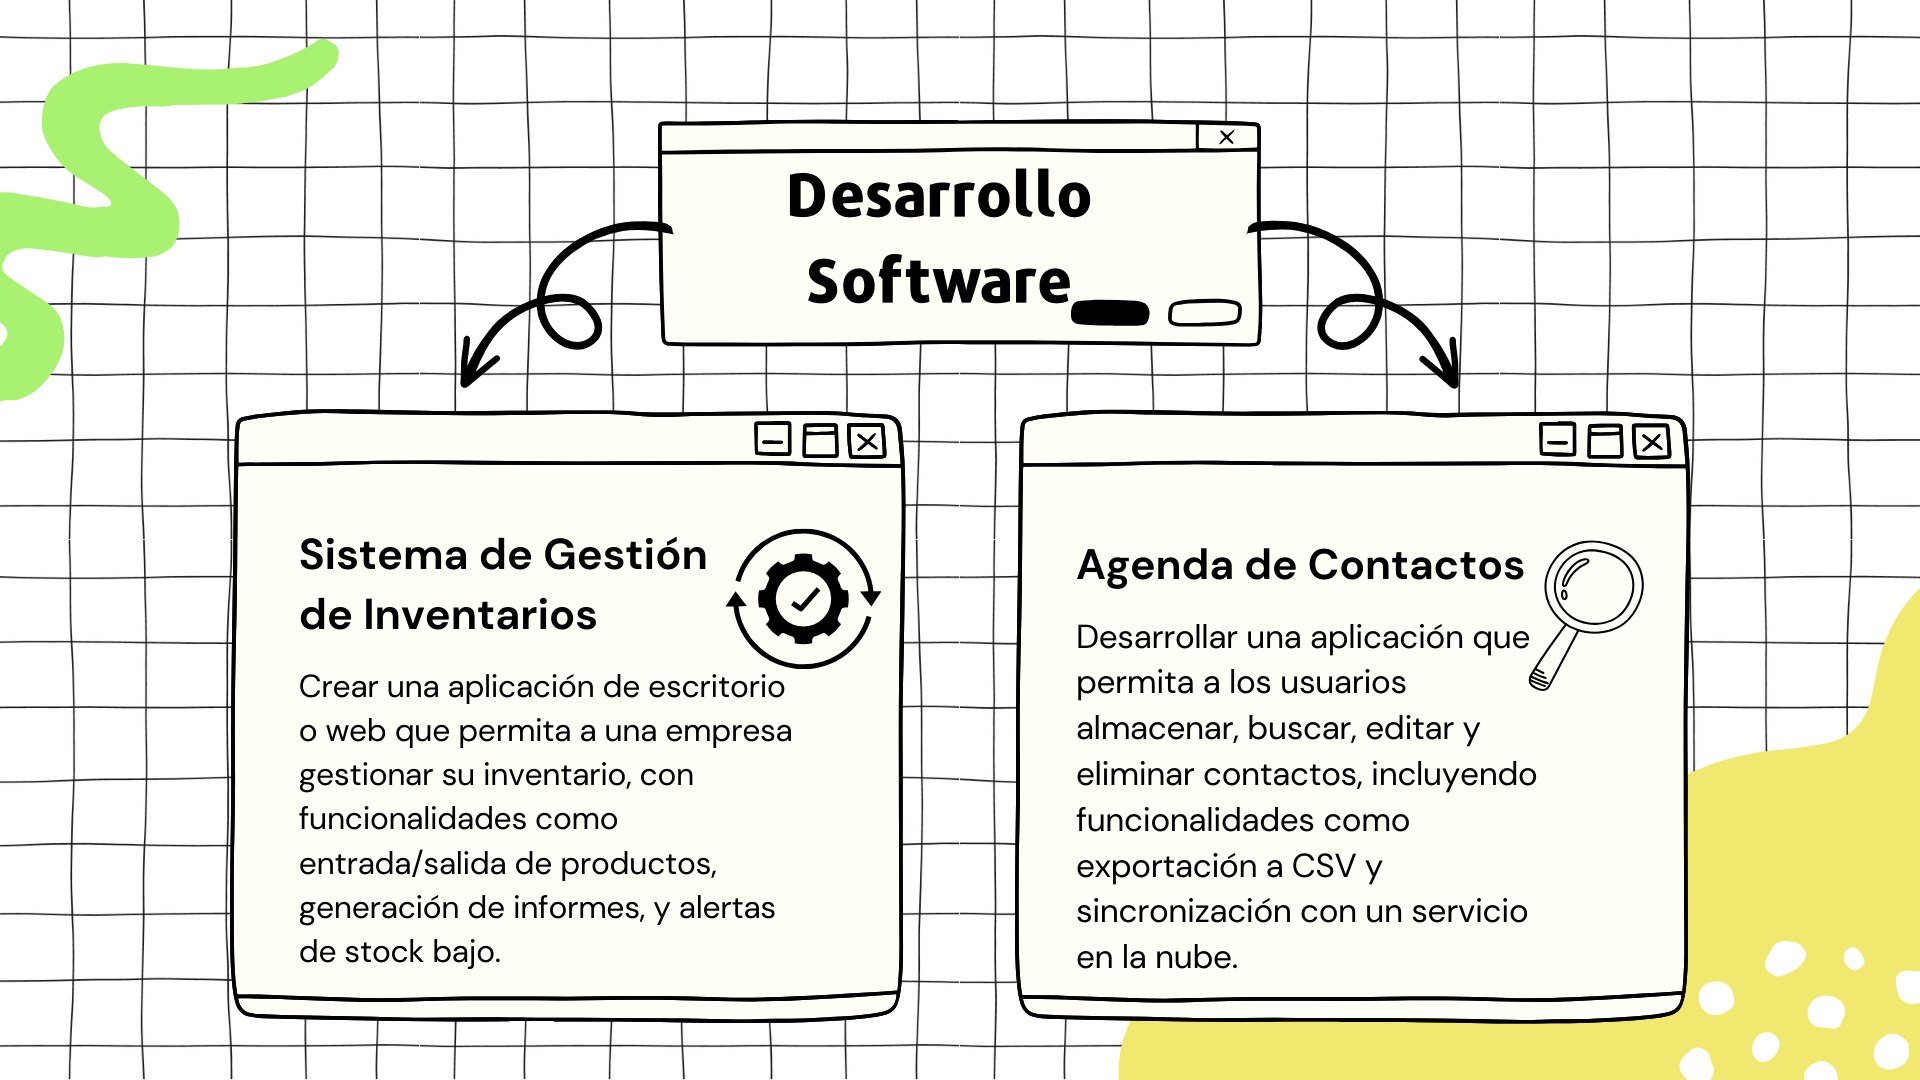 Desarrollo
Software
Sistema de Gestión
de Inventarios
Crear una aplicación de escritorio
o web que permita a una empresa
gestionar su inventario, con
funcionalidades como
entrada/salida de productos,
generación de informes, y alertas
de stock bajo.
Agenda de Contactos
Desarrollar una aplicación que
permita a los usuarios
almacenar, buscar, editar y
eliminar contactos, incluyendo
funcionalidades como
exportación a CSV y
sincronización con un servicio
en la nube.